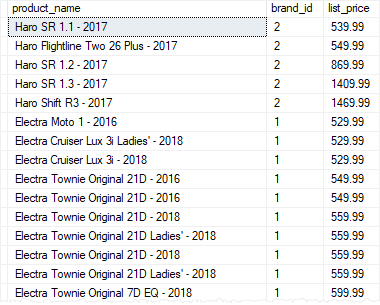 product_name brand_id list_price
Haro SR 1.1 - 2017 2 539.99
Haro Flightline Two 26 Plus - 2017 2 549.99
Haro SR 1.2 - 2017 2 869.99
Haro SR 1.3 - 2017 2 1409.99
Haro Shift R3 - 2017 2 1469.99
Electra Moto 1 - 2016 1 529.99
Electra Cruiser Lux 3i Ladies' - 2018 1 529.99
Electra Cruiser Lux 3i - 2018 1 529.99
Electra Townie Original 21D - 2016 1 549.99
Electra Townie Original 21D - 2016 1 549.99
Electra Townie Original 21D - 2018 1 559.99
Electra Townie Original 21D Ladies' - 2018 1 559.99
Electra Townie Original 21D - 2018 1 559.99
Electra Townie Original 21D Ladies' - 2018 1 559.99
Electra Townie Original 7D EQ - 2018 1 599.99